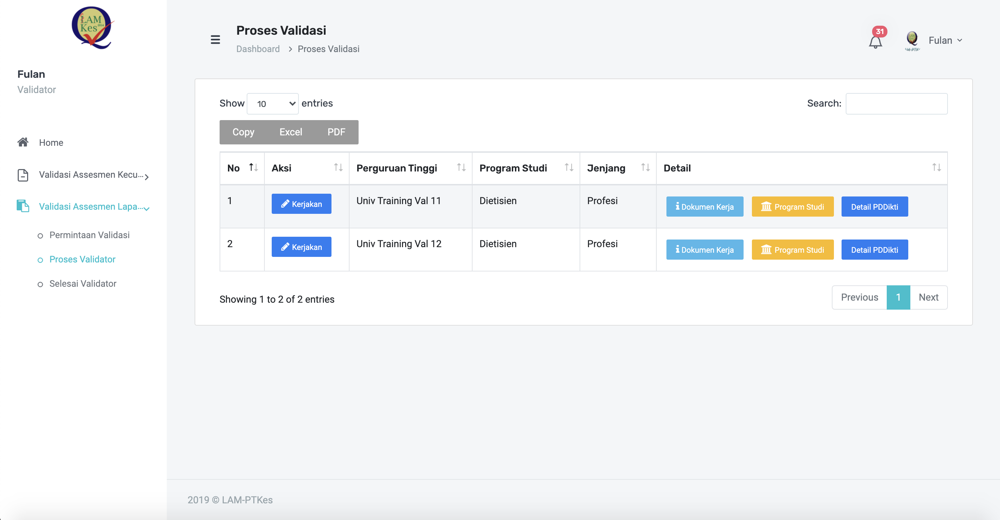 LAM
Kes 2014
Fulan
Validator
Home
Validasi Assesmen Kecu...
Validasi Assesmen Lapa...
Permintaan Validasi
Proses Validator
Selesai Validator
Proses Validasi
Dashboard > Proses Validasi
31
Fulan
Show 10 entries
Search:
Copy Excel PDF
No Aksi Perguruan Tinggi Program Studi Jenjang Detail
1 Kerjakan Univ Training Val 11 Dietisien Profesi Dokumen Kerja Program Studi Detail PDDikti
2 Kerjakan Univ Training Val 12 Dietisien Profesi Dokumen Kerja Program Studi Detail PDDikti
Showing 1 to 2 of 2 entries
Previous 1 Next
2019 © LAM-PTKes